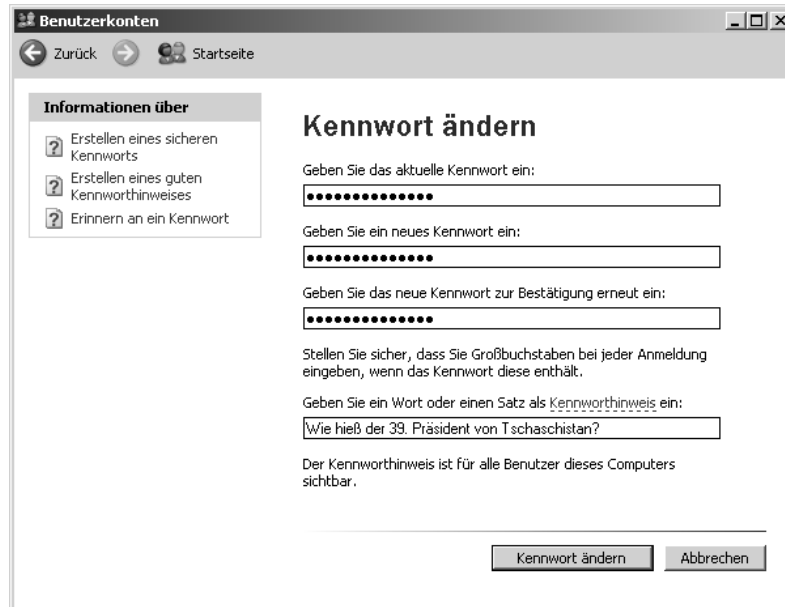 Benutzerkonten
Zurück Startseite
Informationen über
Erstellen eines sicheren
Kennworts
Erstellen eines guten
Kennworthinweises
Erinnern an ein Kennwort
Kennwort ändern
Geben Sie das aktuelle Kennwort ein:
••••••••••••••
Geben Sie ein neues Kennwort ein:
••••••••••••••
Geben Sie das neue Kennwort zur Bestätigung erneut ein:
••••••••••••••
Stellen Sie sicher, dass Sie Großbuchstaben bei jeder Anmeldung
eingeben, wenn das Kennwort diese enthält.
Geben Sie ein Wort oder einen Satz als Kennworthinweis ein:
Wie hieß der 39. Präsident von Tschaschistan?
Der Kennworthinweis ist für alle Benutzer dieses Computers
sichtbar.
Kennwort ändern Abbrechen